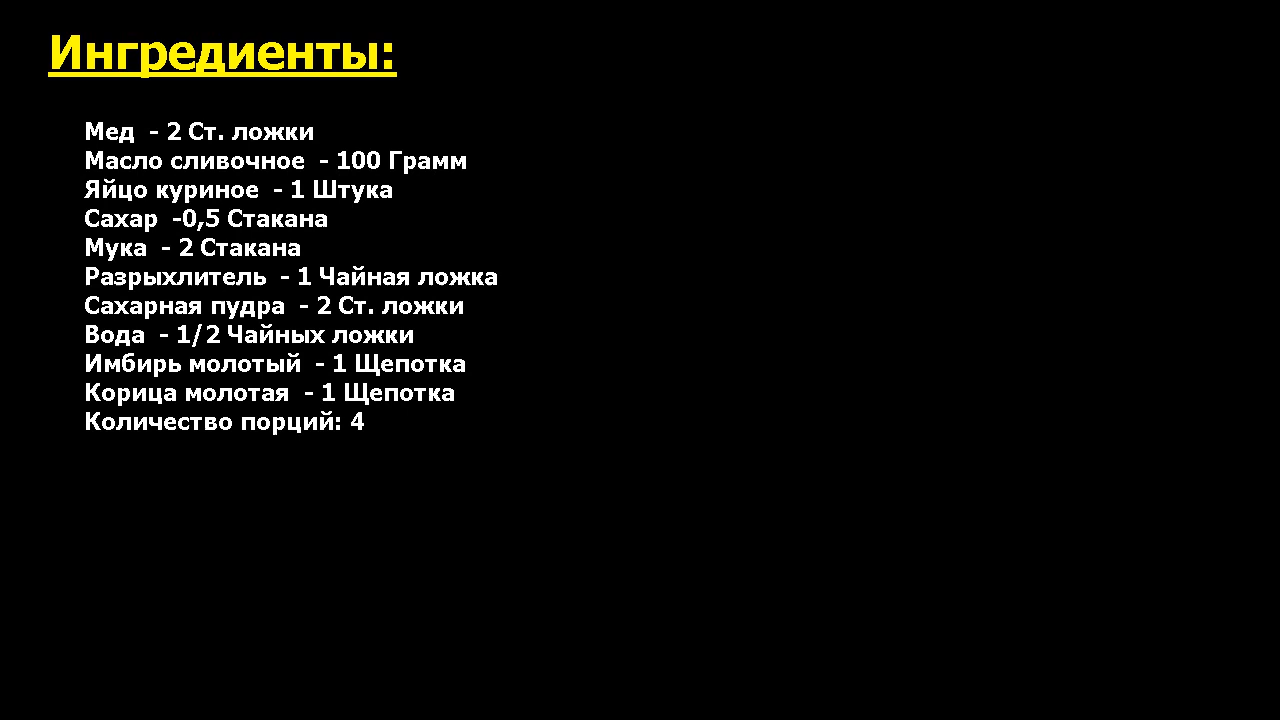 Ингредиенты:
Мед  - 2 Ст. ложки
Масло сливочное  - 100 Грамм
Яйцо куриное  - 1 Штука
Сахар  -0,5 Стакана
Мука  - 2 Стакана
Разрыхлитель  - 1 Чайная ложка
Сахарная пудра  - 2 Ст. ложки
Вода  - 1/2 Чайных ложки
Имбирь молотый  - 1 Щепотка
Корица молотая  - 1 Щепотка
Количество порций: 4